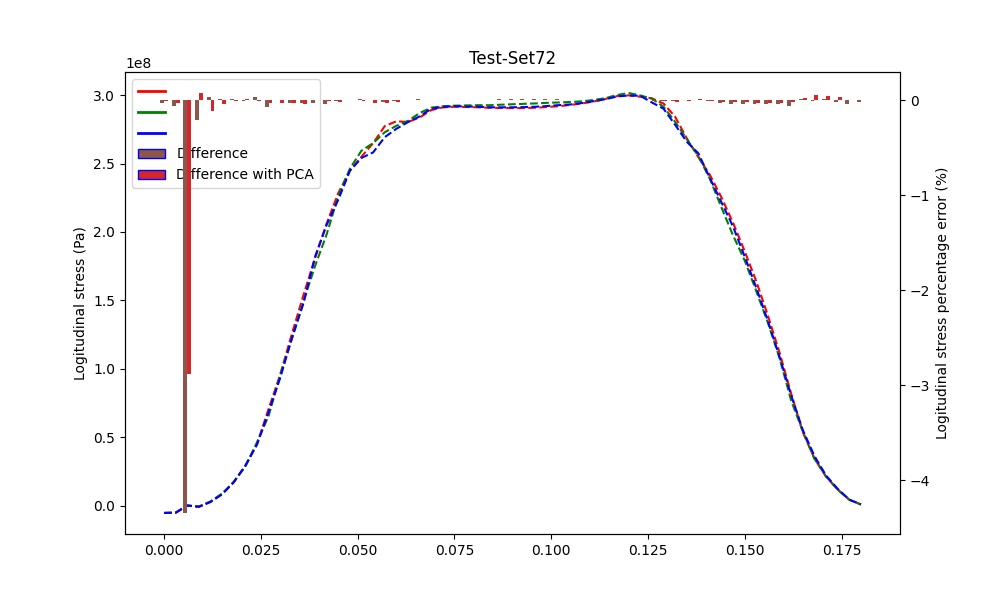 Test-Set72
1e8
3.0
2.5
2.0
1.5
1.0
0.5
0.0
Logitudinal stress (Pa)
Difference
Difference with PCA
0
−1
−2
−3
−4
Logitudinal stress percentage error (%)
0.000 0.025 0.050 0.075 0.100 0.125 0.150 0.175